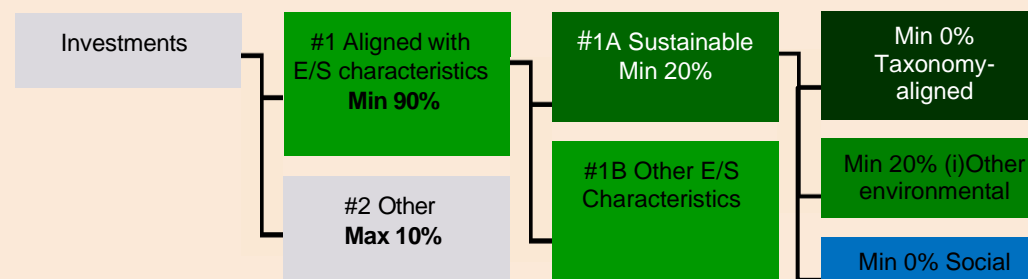 Investments
#1 Aligned with
E/S characteristics
Min 90%
#2 Other
Max 10%
#1A Sustainable
Min 20%
#1B Other E/S
Characteristics
Min 0%
Taxonomy-
aligned
Min 20% (i)Other
environmental
Min 0% Social